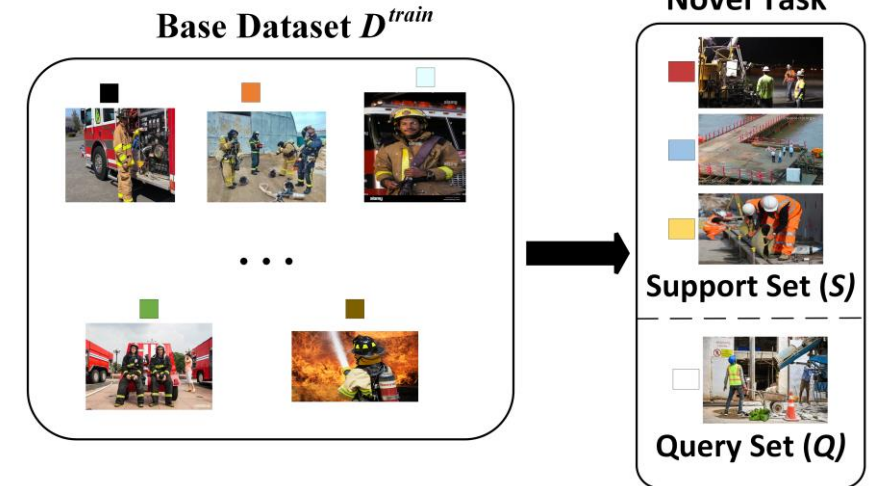 Base Dataset D^train
Novel Task
. . .
Support Set (S)
Query Set (Q)